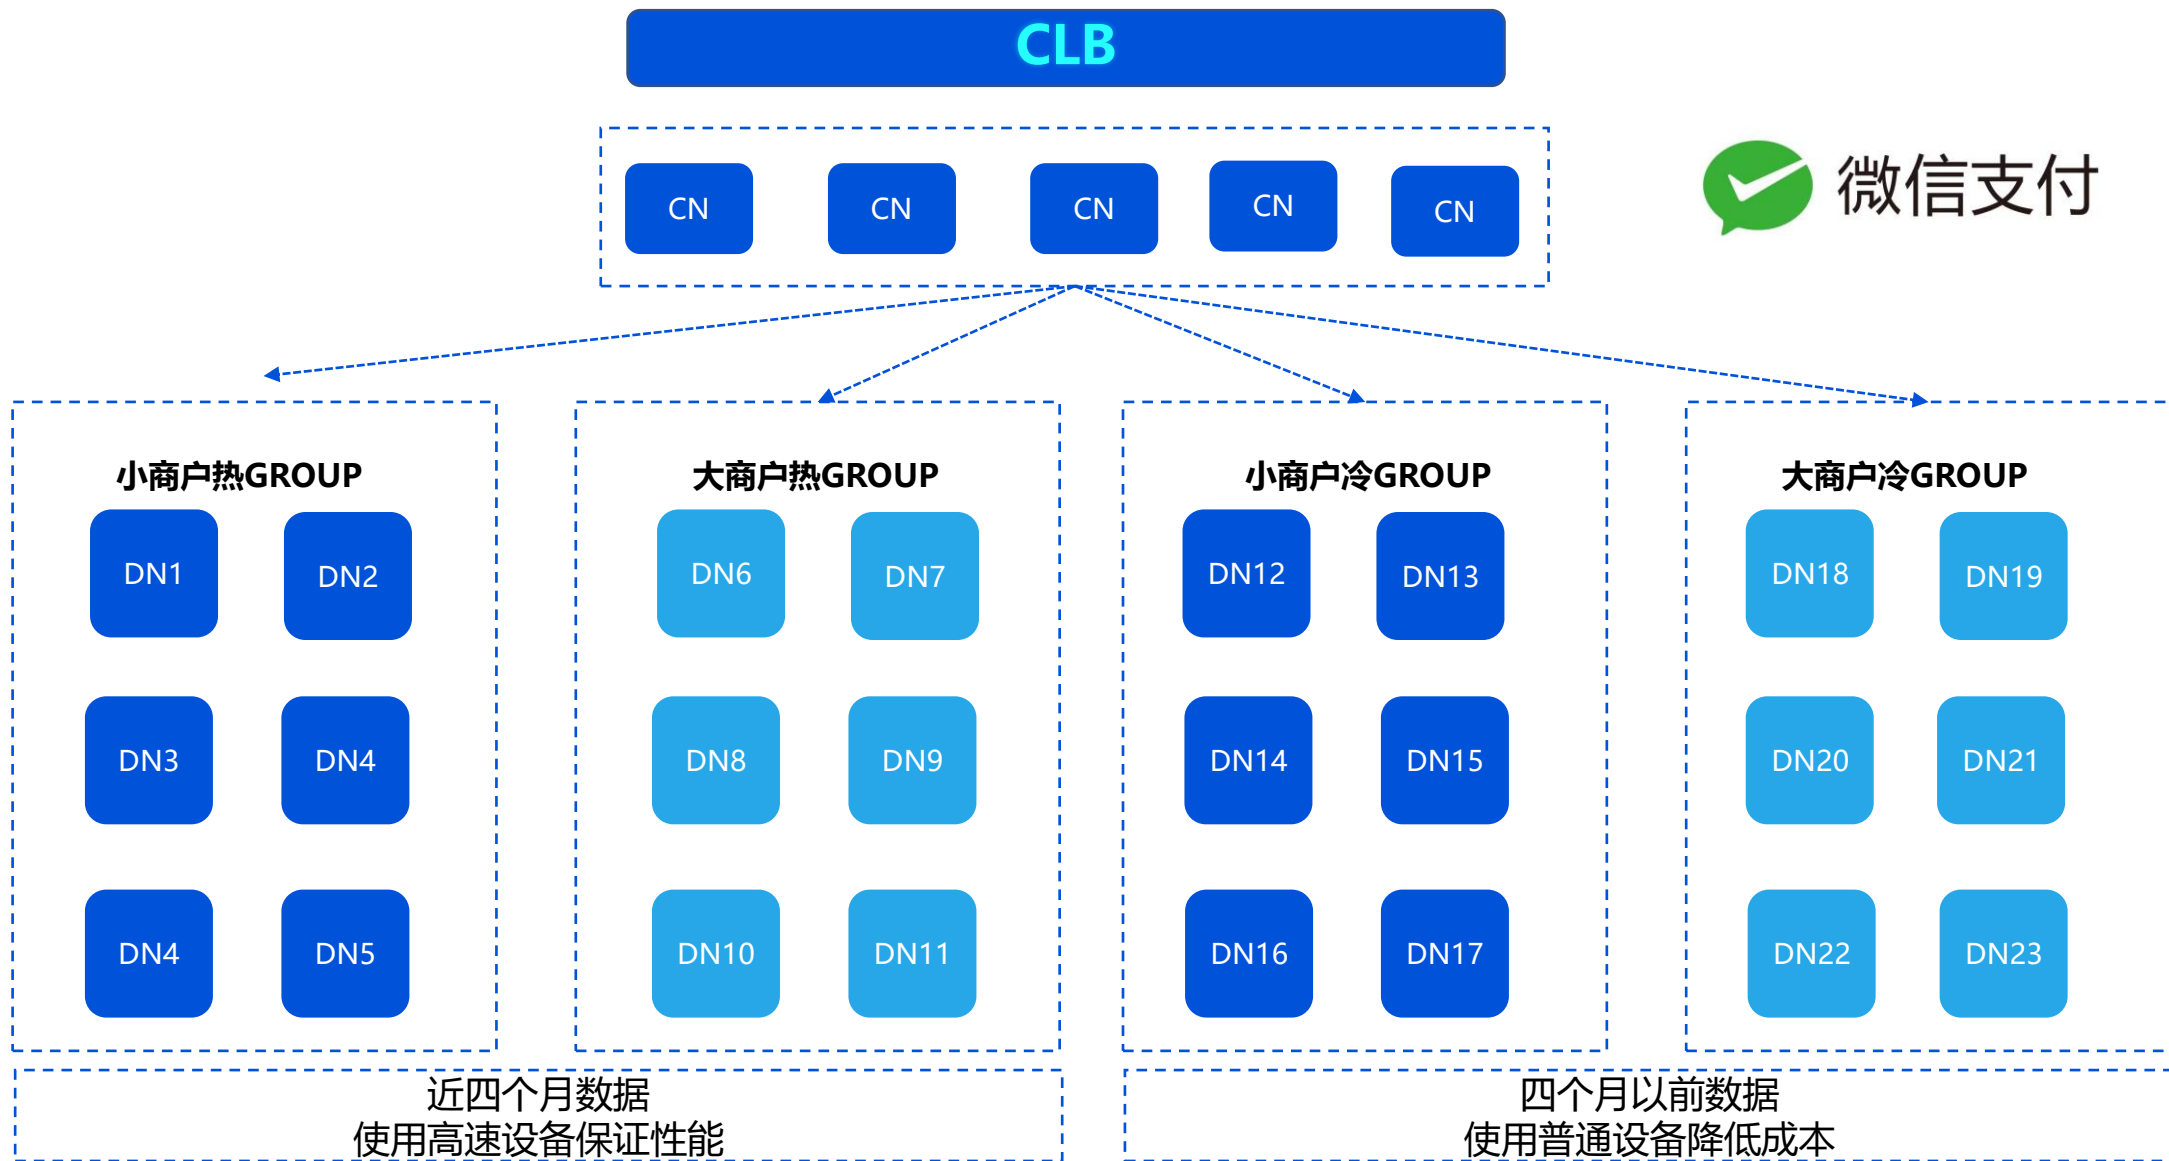 CLB
CN CN CN CN CN
微信支付
小商户热GROUP
DN1 DN2
DN3 DN4
DN4 DN5
大商户热GROUP
DN6 DN7
DN8 DN9
DN10 DN11
小商户冷GROUP
DN12 DN13
DN14 DN15
DN16 DN17
大商户冷GROUP
DN18 DN19
DN20 DN21
DN22 DN23
近四个月数据
使用高速设备保证性能
四个月以前数据
使用普通设备降低成本